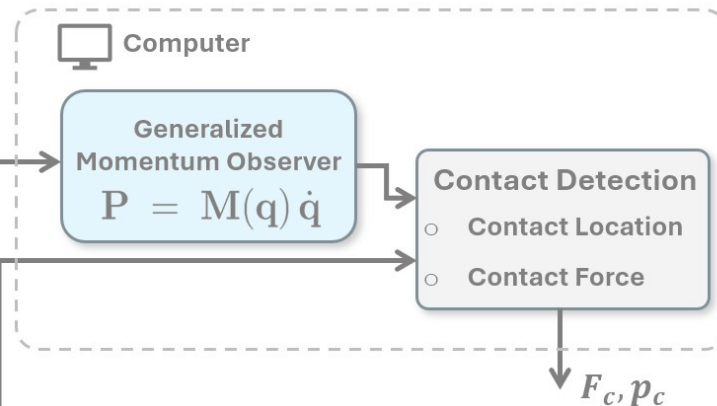 Computer
Generalized
Momentum Observer
P = M(q) q̇
Contact Detection
○ Contact Location
○ Contact Force
F_c, p_c